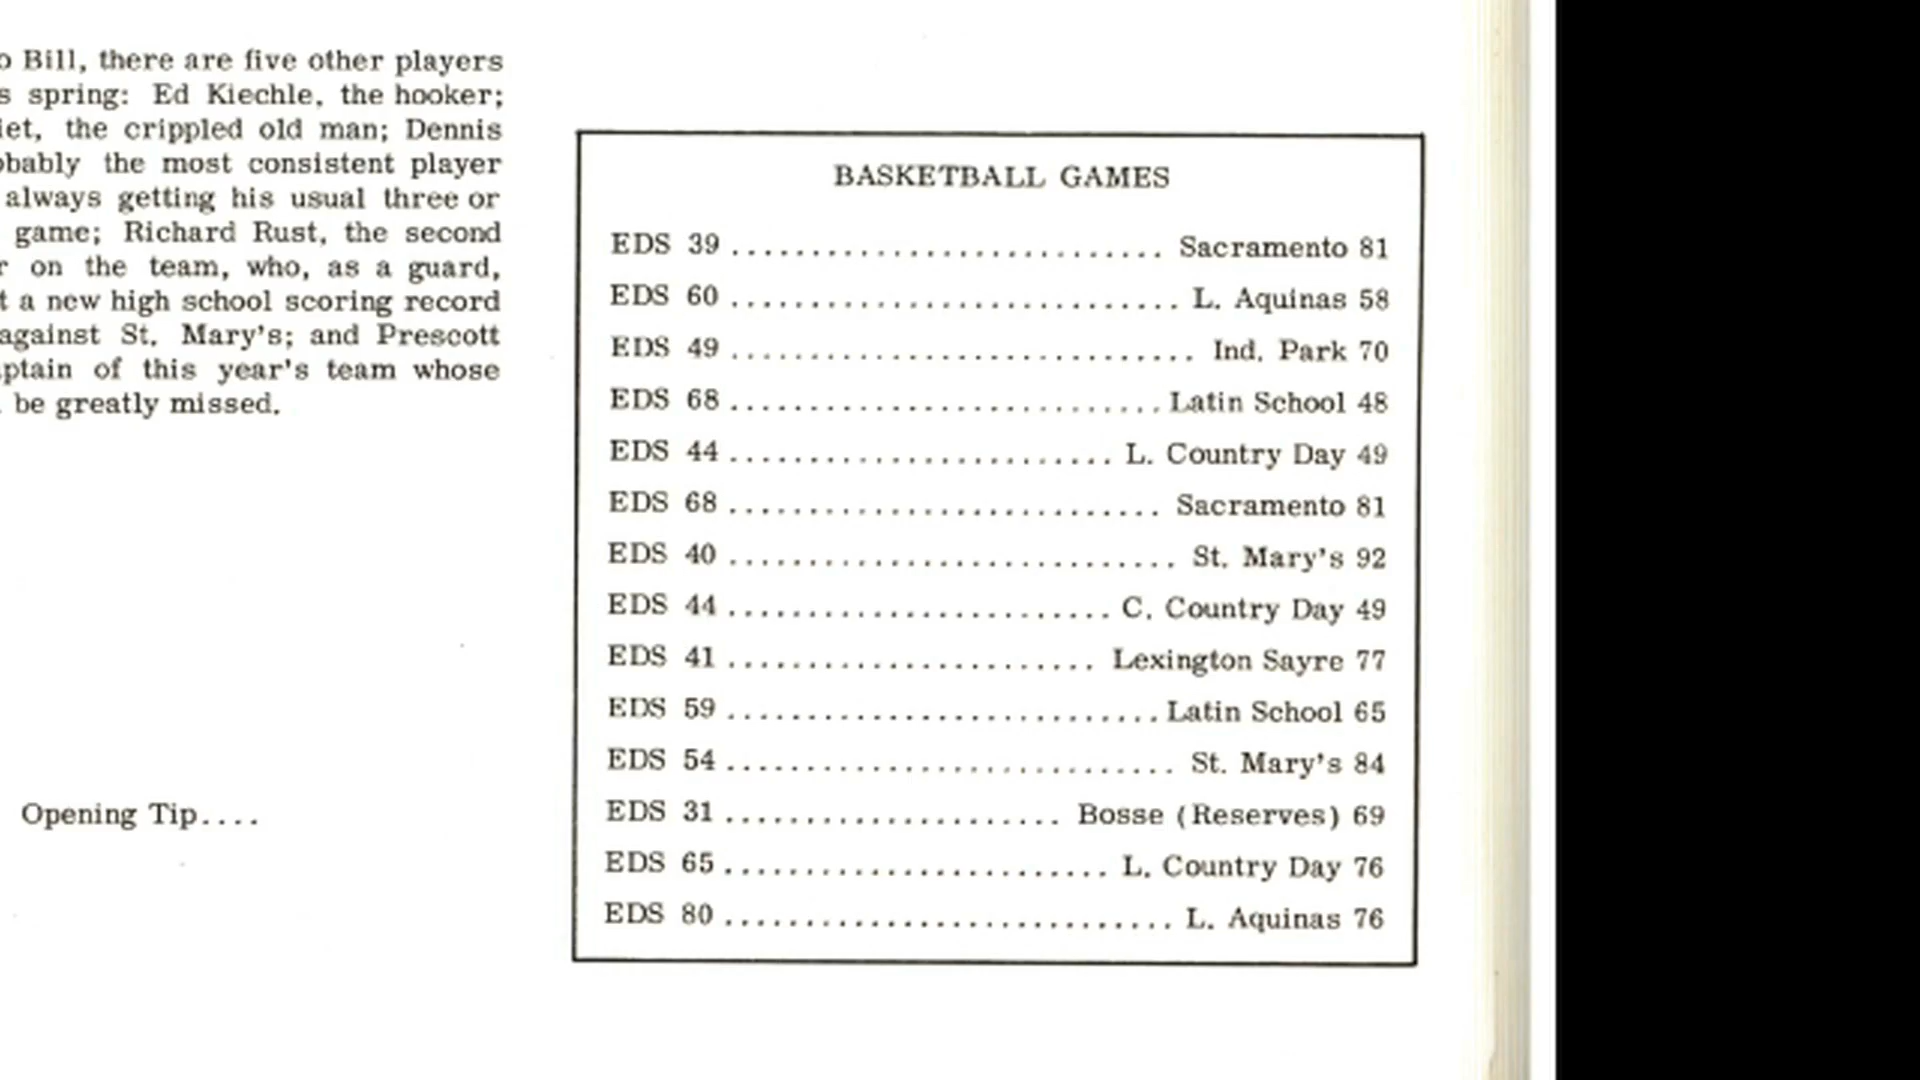 o Bill, there are five other players
s spring: Ed Kiechle, the hooker;
iet, the crippled old man; Dennis
obably the most consistent player
always getting his usual three or
game; Richard Rust, the second
r on the team, who, as a guard,
t a new high school scoring record
against St. Mary's; and Prescott
ptain of this year's team whose
be greatly missed.
Opening Tip....
BASKETBALL GAMES
EDS 39 ........................... Sacramento 81
EDS 60 ............................ L. Aquinas 58
EDS 49 ............................. Ind. Park 70
EDS 68 ........................... Latin School 48
EDS 44 ........................ L. Country Day 49
EDS 68 ........................... Sacramento 81
EDS 40 ............................ St. Mary's 92
EDS 44 ........................ C. Country Day 49
EDS 41 ....................... Lexington Sayre 77
EDS 59 ........................... Latin School 65
EDS 54 ............................ St. Mary's 84
EDS 31 ..................... Bosse (Reserves) 69
EDS 65 ........................ L. Country Day 76
EDS 80 ............................ L. Aquinas 76